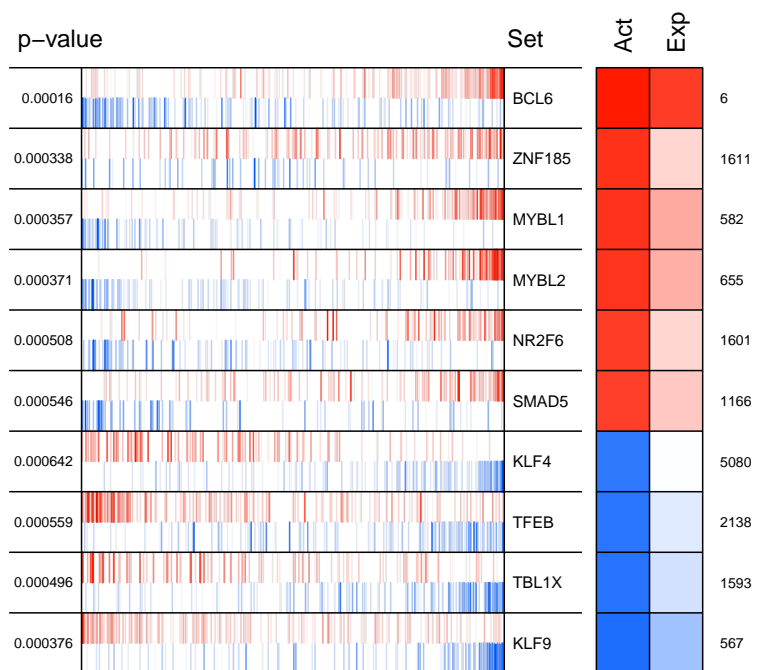 p−value Set Act Exp
0.00016 BCL6 6
0.000338 ZNF185 1611
0.000357 MYBL1 582
0.000371 MYBL2 655
0.000508 NR2F6 1601
0.000546 SMAD5 1166
0.000642 KLF4 5080
0.000559 TFEB 2138
0.000496 TBL1X 1593
0.000376 KLF9 567